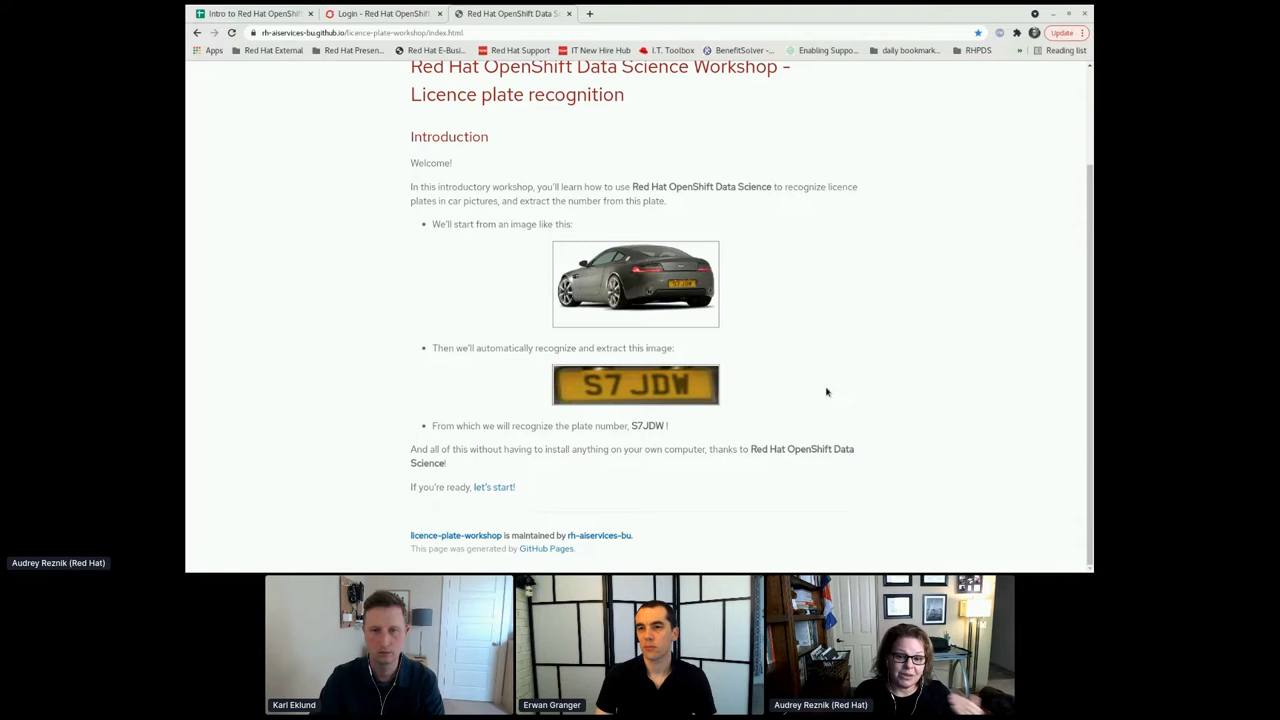 Intro to Red Hat OpenShift
Login - Red Hat OpenShift
Red Hat OpenShift Data S
rh-aiservices-bu.github.io/licence-plate-workshop/index.html
Update
Apps
Red Hat External
Red Hat Presen...
Red Hat E-Busi...
Red Hat Support
IT New Hire Hub
I.T. Toolbox
BenefitSolver -...
Enabling Suppo...
daily bookmark...
RHPDS
»
Reading list
Red Hat OpenShift Data Science Workshop -
Licence plate recognition
Introduction
Welcome!
In this introductory workshop, you'll learn how to use Red Hat OpenShift Data Science to recognize licence
plates in car pictures, and extract the number from this plate.
• We'll start from an image like this:
S7 JDW
• Then we'll automatically recognize and extract this image:
S7 JDW
• From which we will recognize the plate number, S7JDW !
And all of this without having to install anything on your own computer, thanks to Red Hat OpenShift Data
Science!
If you're ready, let's start!
licence-plate-workshop is maintained by rh-aiservices-bu.
This page was generated by GitHub Pages.
Audrey Reznik (Red Hat)
Karl Eklund
Erwan Granger
Audrey Reznik (Red Hat)